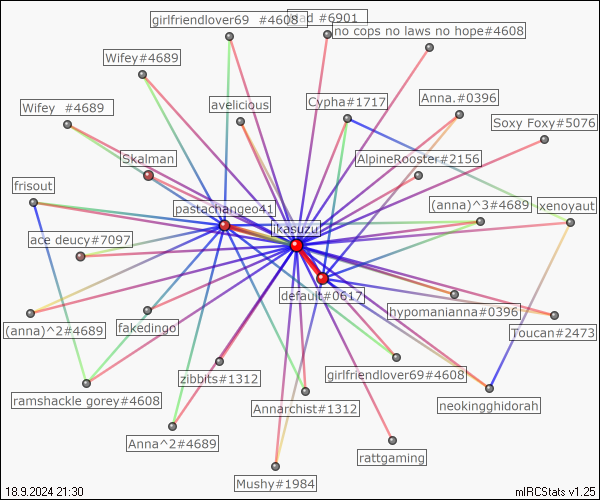 girlfriendlover69 #4608
ad #6901
no cops no laws no hope#4608
Wifey#4689
avelicious
Cypha#1717
Anna.#0396
Wifey #4689
Soxy Foxy#5076
Skalman
AlpineRooster#2156
frisout
pastachangeo41
(anna)^3#4689
xenoyaut
ace deucy#7097
jkasuzu
default#0617
hypomanianna#0396
(anna)^2#4689
fakedingo
Toucan#2473
zibbits#1312
girlfriendlover69#4608
ramshackle gorey#4608
Annarchist#1312
neokingghidorah
Anna^2#4689
rattgaming
Mushy#1984
18.9.2024 21:30
mIRCStats v1.25